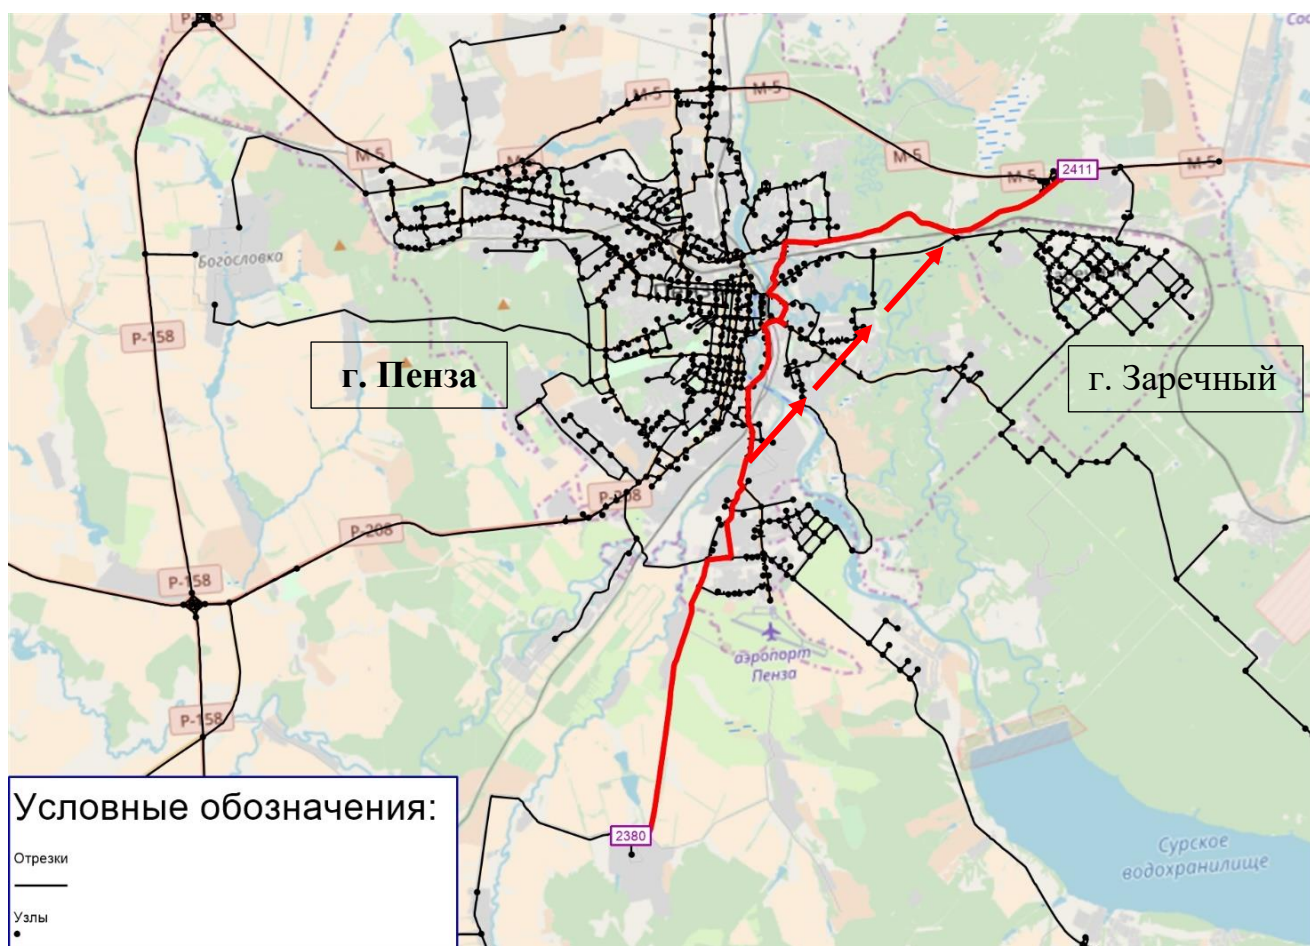 Р-158
М-5
М-5
М-5
М-5
М-5
М-5
2411
Богословка
Р-158
г. Пенза
г. Заречный
Р-208
Р-208
Р-158
аэропорт
Пенза
Р-158
Условные обозначения:
Отрезки
Узлы
2380
Сурское
водохранилище